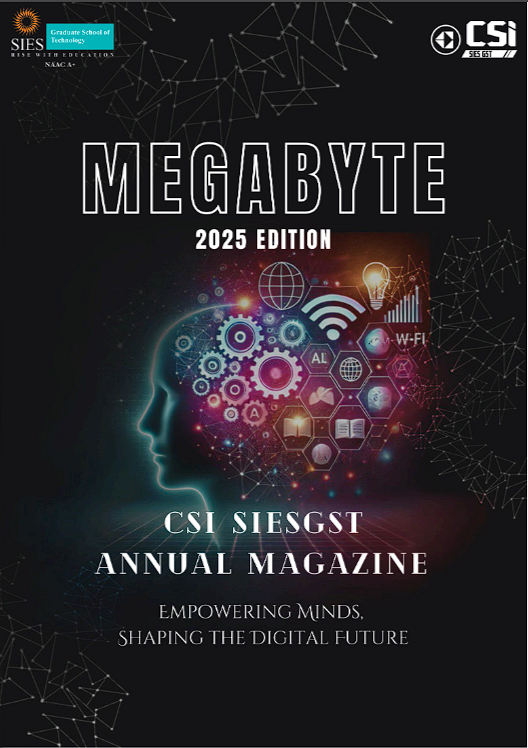 SIES
Graduate School of
Technology
RISE WITH EDUCATION
NAAC A+
CSi
SIES GST
MEGABYTE
2025 EDITION
W-FI
AL
A
CSI SIESGST
ANNUAL MAGAZINE
EMPOWERING MINDS,
SHAPING THE DIGITAL FUTURE